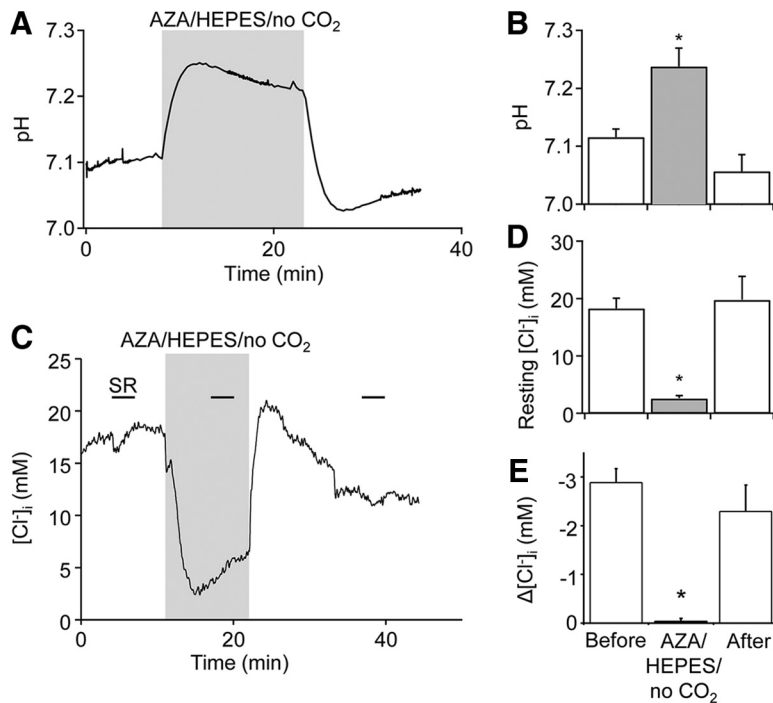 A
AZA/HEPES/no CO₂
7.3
7.2
7.1
7.0
pH
0
20
40
Time (min)
B
7.3
7.2
7.1
7.0
pH
*
C
AZA/HEPES/no CO₂
SR
25
20
15
10
5
0
[Cl-]i (mM)
0
20
40
Time (min)
D
30
20
10
0
Resting [Cl-]i (mM)
*
E
-3
-2
-1
0
Δ[Cl-]i (mM)
*
Before
AZA/
HEPES/
no CO₂
After